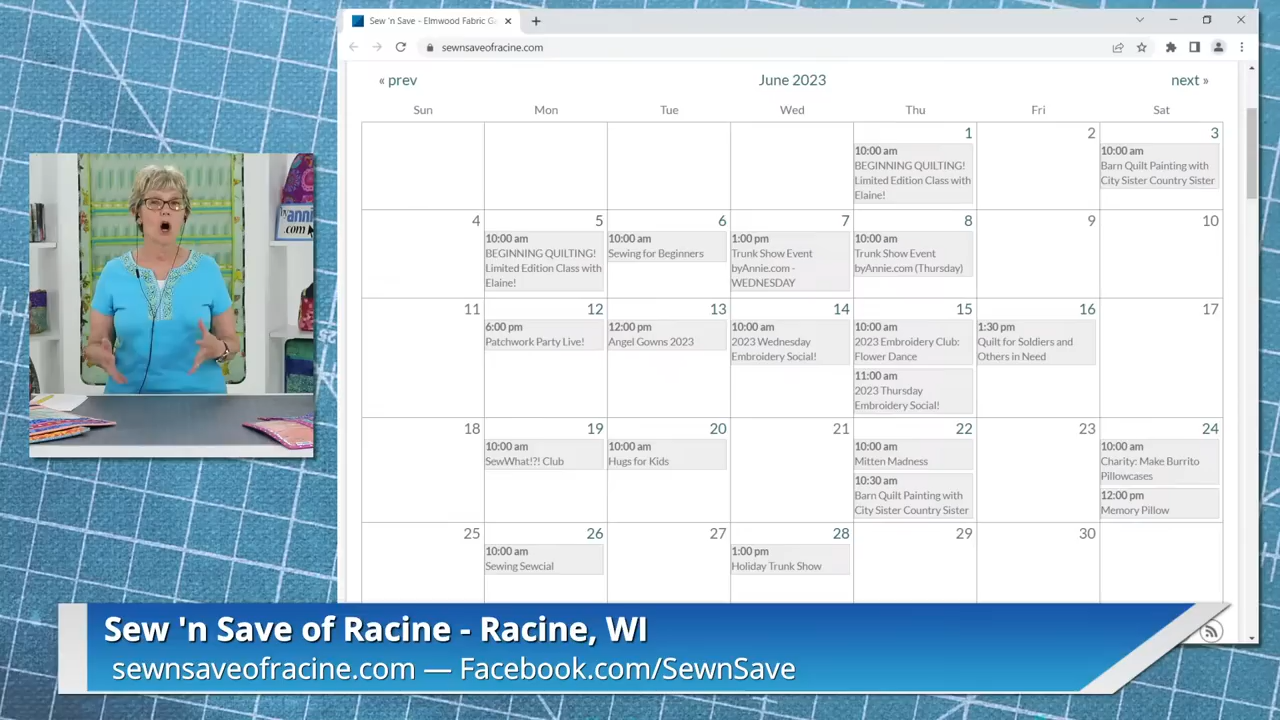 Sew 'n Save - Elmwood Fabric Ga
sewnsaveofracine.com
« prev
June 2023
next »
Sun Mon Tue Wed Thu Fri Sat
1 2 3
10:00 am
BEGINNING QUILTING!
Limited Edition Class with
Elaine!
10:00 am
Barn Quilt Painting with
City Sister Country Sister
4 5 6 7 8 9 10
10:00 am
BEGINNING QUILTING!
Limited Edition Class with
Elaine!
10:00 am
Sewing for Beginners
1:00 pm
Trunk Show Event
byAnnie.com -
WEDNESDAY
10:00 am
Trunk Show Event
byAnnie.com (Thursday)
11 12 13 14 15 16 17
6:00 pm
Patchwork Party Live!
12:00 pm
Angel Gowns 2023
10:00 am
2023 Wednesday
Embroidery Social!
10:00 am
2023 Embroidery Club:
Flower Dance
11:00 am
2023 Thursday
Embroidery Social!
1:30 pm
Quilt for Soldiers and
Others in Need
18 19 20 21 22 23 24
10:00 am
SewWhat!?! Club
10:00 am
Hugs for Kids
10:00 am
Mitten Madness
10:30 am
Barn Quilt Painting with
City Sister Country Sister
10:00 am
Charity: Make Burrito
Pillowcases
12:00 pm
Memory Pillow
25 26 27 28 29 30
10:00 am
Sewing Sewcial
1:00 pm
Holiday Trunk Show
annie
.com
Sew 'n Save of Racine - Racine, WI
sewnsaveofracine.com — Facebook.com/SewnSave